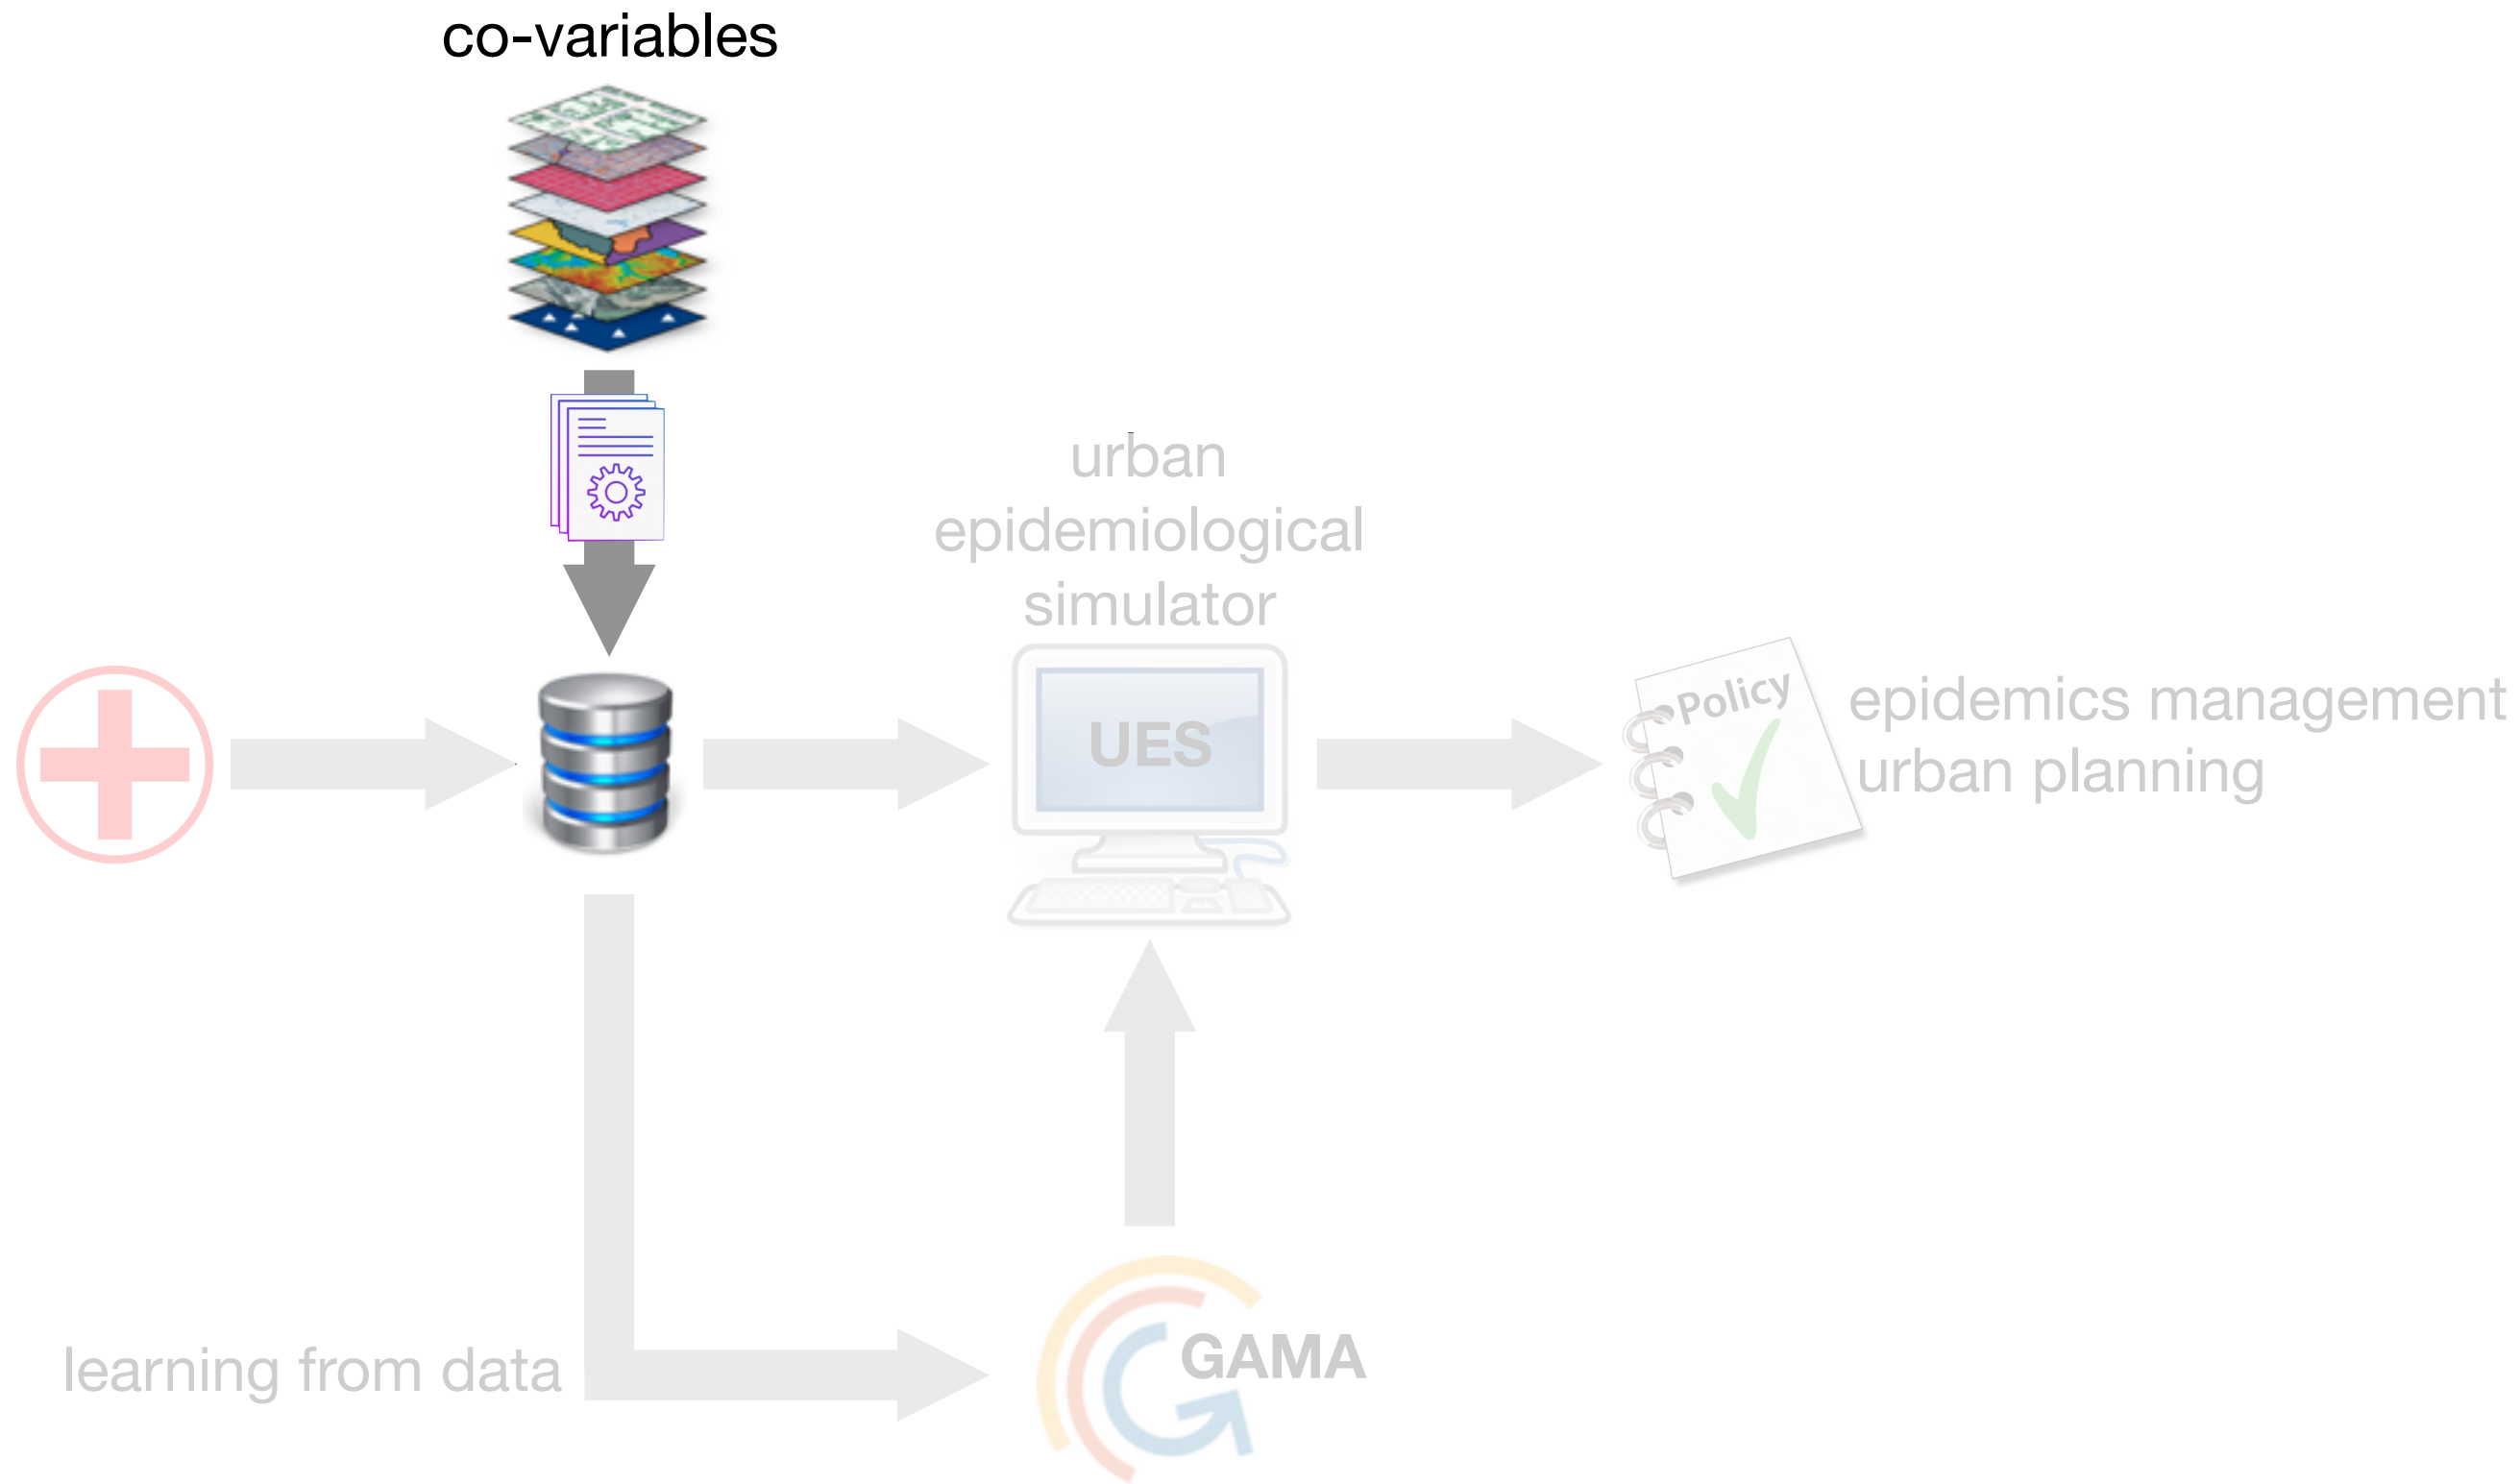 co-variables
urban
epidemiological
simulator
UES
Policy
epidemics management
urban planning
learning from data
GAMA